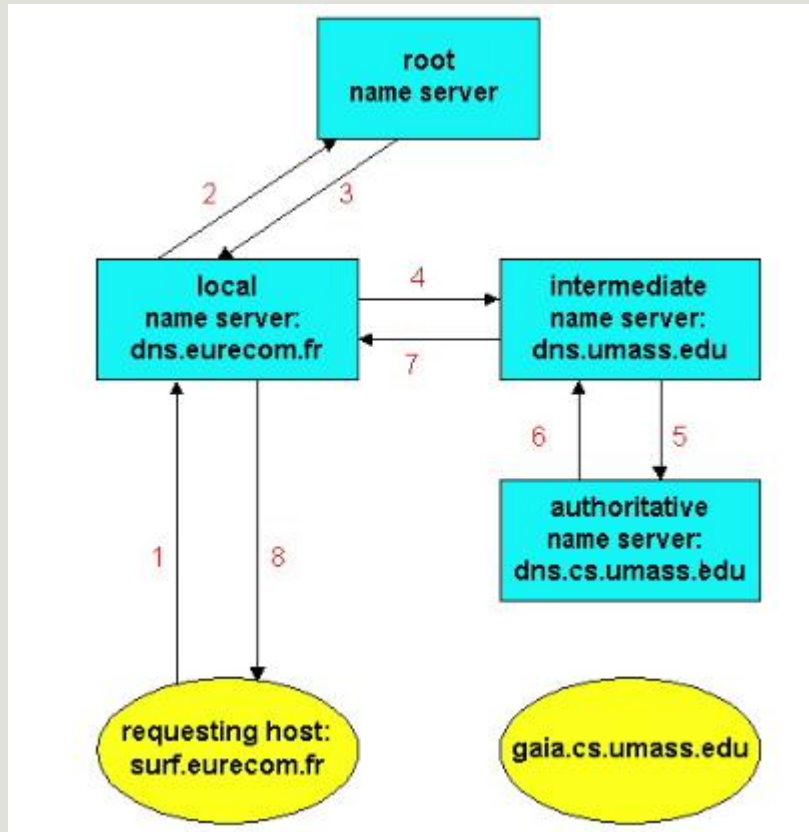 root
name server
2
3
local
name server:
dns.eurecom.fr
4
7
intermediate
name server:
dns.umass.edu
6
5
authoritative
name server:
dns.cs.umass.edu
1
8
requesting host:
surf.eurecom.fr
gaia.cs.umass.edu